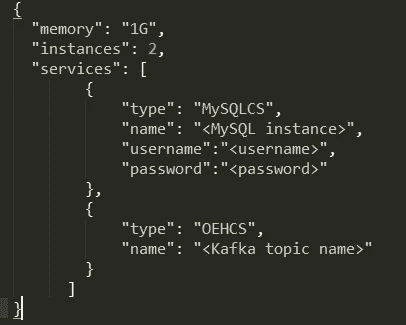 {
  "memory": "1G",
  "instances": 2,
  "services": [
        {
            "type": "MySQLCS",
            "name": "<MySQL instance>",
            "username":"<username>",
            "password":"<password>"
        },
        {
            "type": "OEHCS",
            "name": "<Kafka topic name>"
        }
      ]
}